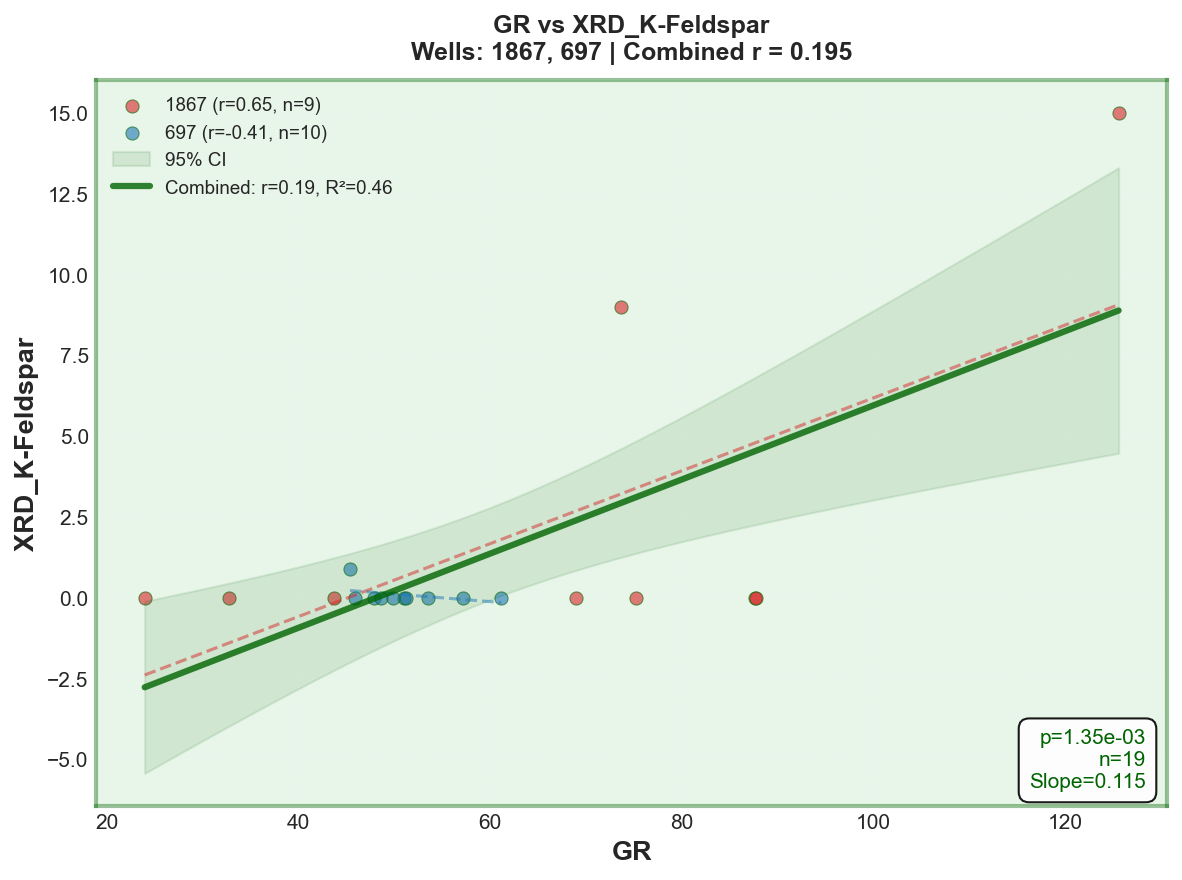 GR vs XRD_K-Feldspar
Wells: 1867, 697 | Combined r = 0.195
1867 (r=0.65, n=9)
697 (r=-0.41, n=10)
95% CI
Combined: r=0.19, R²=0.46
15.0
12.5
10.0
7.5
5.0
2.5
0.0
−2.5
−5.0
XRD_K-Feldspar
p=1.35e-03
n=19
Slope=0.115
20 40 60 80 100 120
GR